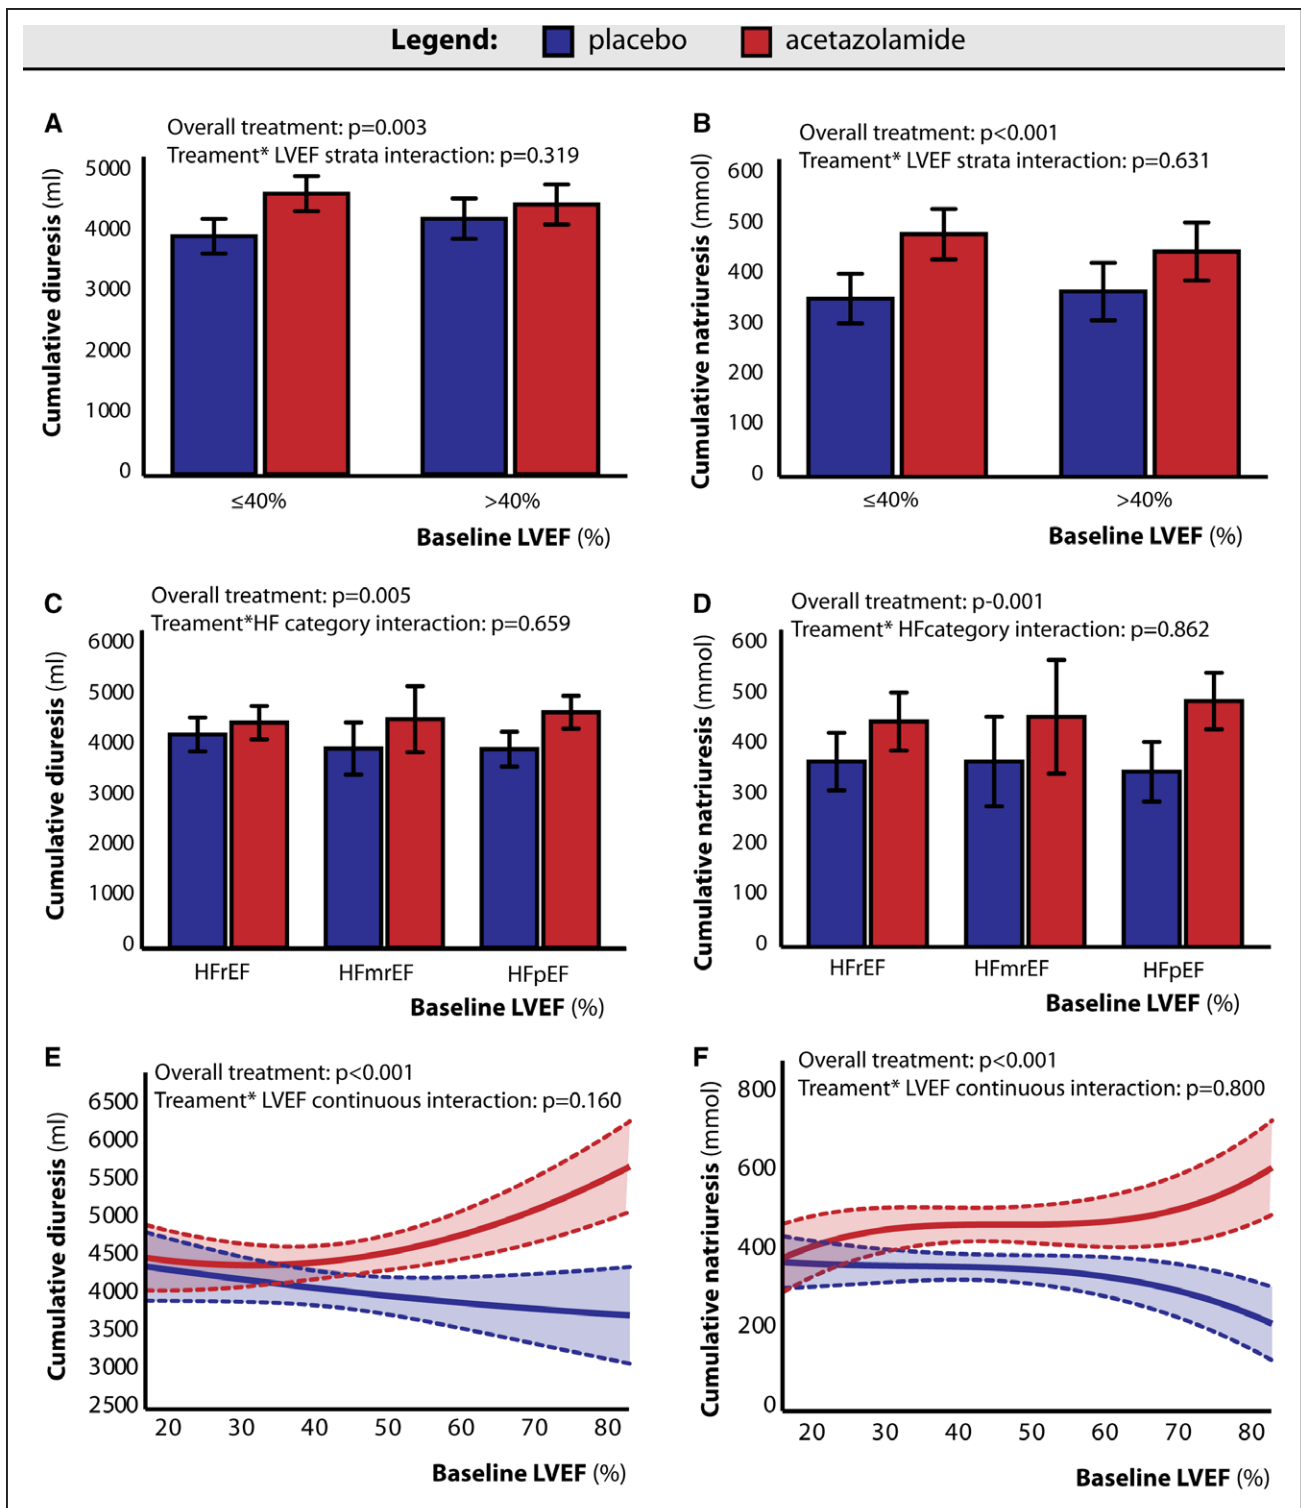 Legend: placebo acetazolamide
A
Overall treatment: p=0.003
Treament* LVEF strata interaction: p=0.319
Cumulative diuresis (ml)
5000
4000
3000
2000
1000
0
≤40% >40%
Baseline LVEF (%)
B
Overall treatment: p<0.001
Treament* LVEF strata interaction: p=0.631
Cumulative natriuresis (mmol)
600
500
400
300
200
100
0
≤40% >40%
Baseline LVEF (%)
C
Overall treatment: p=0.005
Treament*HF category interaction: p=0.659
Cumulative diuresis (ml)
6000
5000
4000
3000
2000
1000
0
HFrEF HFmrEF HFpEF
Baseline LVEF (%)
D
Overall treatment: p-0.001
Treament* HFcategory interaction: p=0.862
Cumulative natriuresis (mmol)
600
500
400
300
200
100
0
HFrEF HFmrEF HFpEF
Baseline LVEF (%)
E
Overall treatment: p<0.001
Treament* LVEF continuous interaction: p=0.160
Cumulative diuresis (ml)
6500
6000
5500
5000
4500
4000
3500
3000
2500
20 30 40 50 60 70 80
Baseline LVEF (%)
F
Overall treatment: p<0.001
Treament* LVEF continuous interaction: p=0.800
Cumulative natriuresis (mmol)
800
600
400
200
0
20 30 40 50 60 70 80
Baseline LVEF (%)